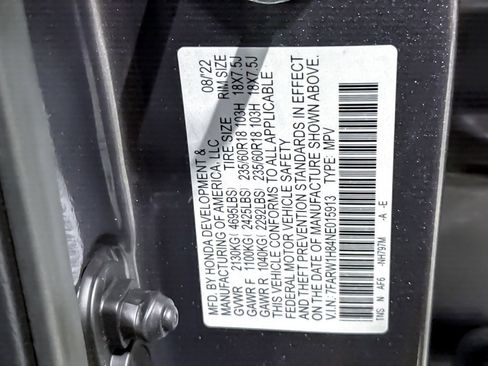 MFD. BY HONDA DEVELOPMENT & 08/22
MANUFACTURING OF AMERICA, LLC TIRE SIZE RIM SIZE
GVWR 2130KG(4695LBS)
GAWR F 1100KG(2425LBS) 235/60R18 103H 18X7.5J
GAWR R 1040KG(2292LBS) 235/60R18 103H 18X7.5J
THIS VEHICLE CONFORMS TO ALL APPLICABLE
FEDERAL MOTOR VEHICLE SAFETY
AND THEFT PREVENTION STANDARDS IN EFFECT
ON THE DATE OF MANUFACTURE SHOWN ABOVE.
V.I.N.: 7FARW1H84NE015913 TYPE: MPV
1NS N AF6 -NH797M -A -E